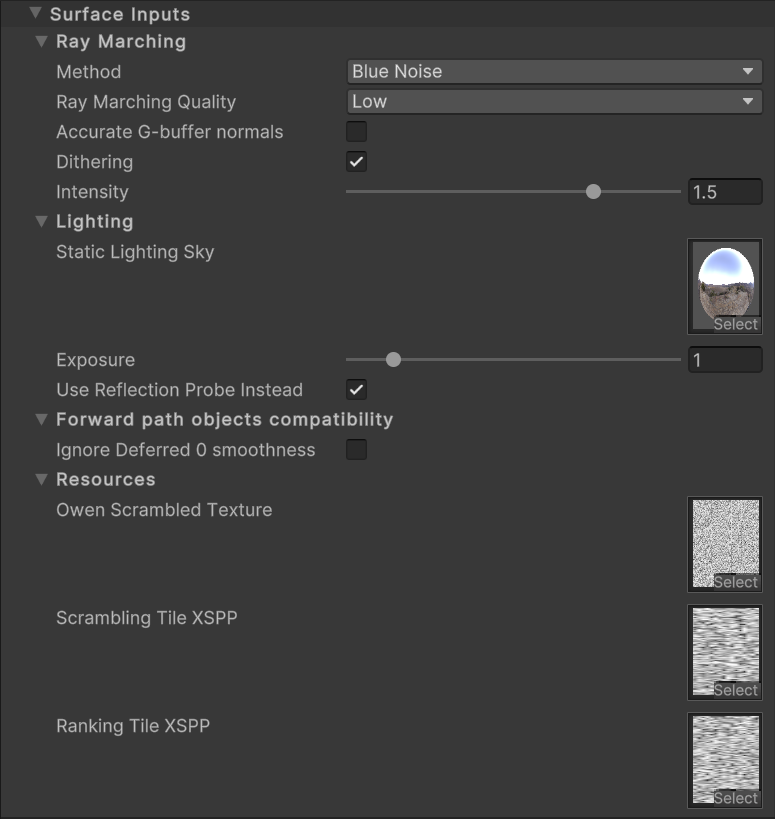 Surface Inputs
Ray Marching
Method Blue Noise
Ray Marching Quality Low
Accurate G-buffer normals
Dithering
Intensity 1.5
Lighting
Static Lighting Sky
Select
Exposure 1
Use Reflection Probe Instead
Forward path objects compatibility
Ignore Deferred 0 smoothness
Resources
Owen Scrambled Texture
Select
Scrambling Tile XSPP
Select
Ranking Tile XSPP
Select